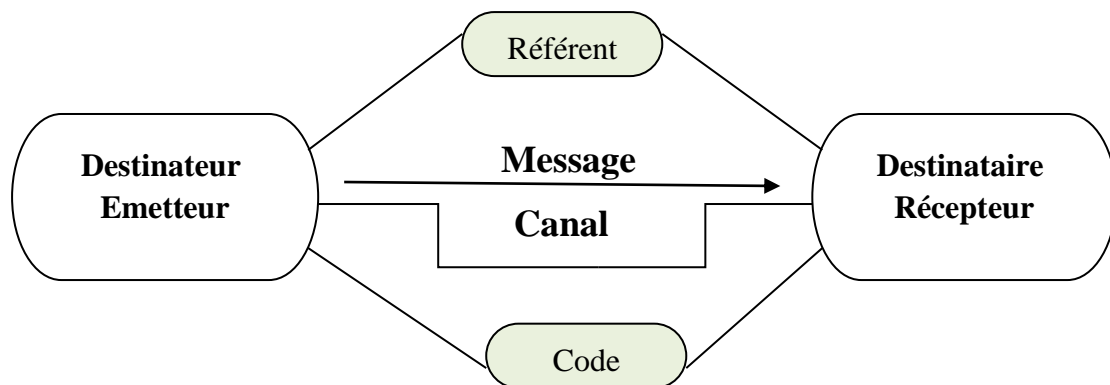 Référent
Destinateur
Emetteur
Message
Canal
Destinataire
Récepteur
Code